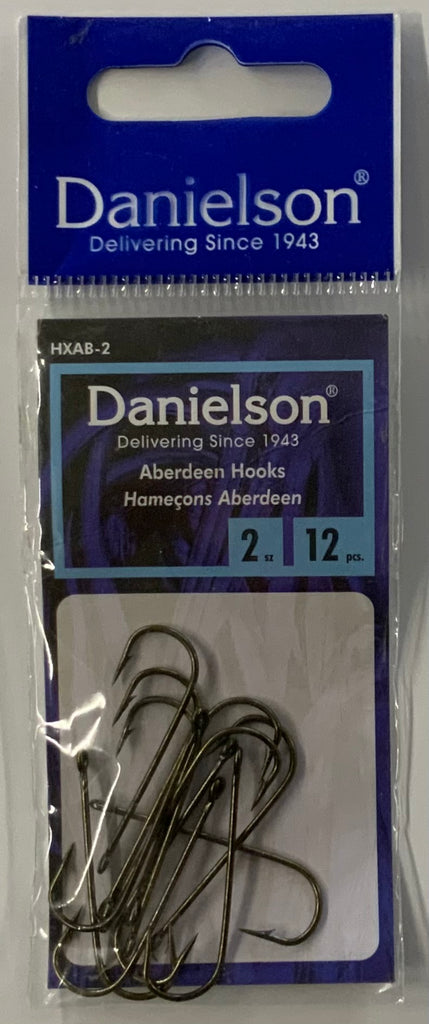 Danielson®
Delivering Since 1943
HXAB-2
Danielson®
Delivering Since 1943
Aberdeen Hooks
Hameçons Aberdeen
2 sz 12 pcs.